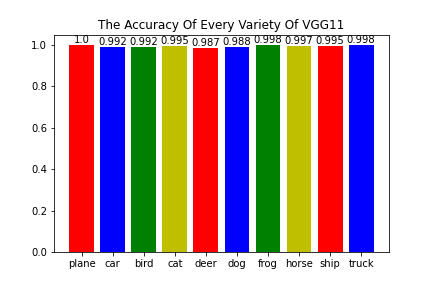 The Accuracy Of Every Variety Of VGG11
1.0 0.992 0.992 0.995 0.987 0.988 0.998 0.997 0.995 0.998
1.0
0.8
0.6
0.4
0.2
0.0
plane car bird cat deer dog frog horse ship truck